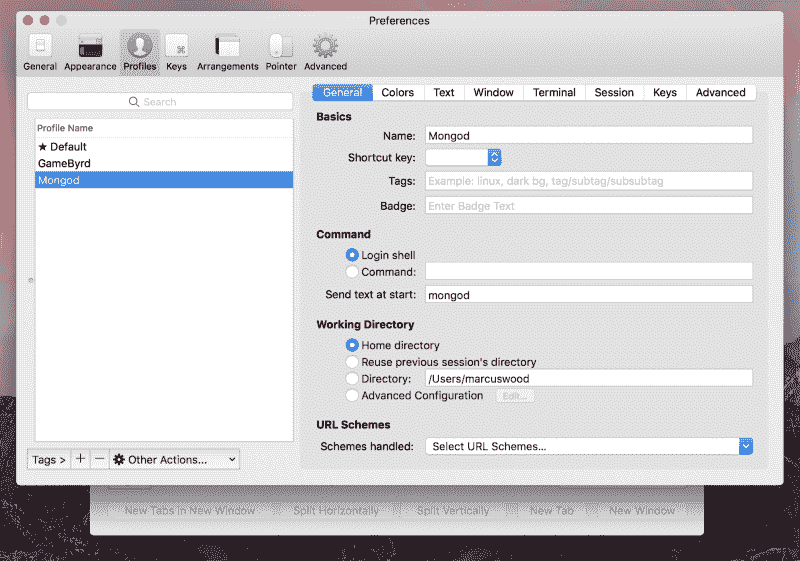 Preferences
General Appearance Profiles Keys Arrangements Pointer Advanced
Search
Profile Name
★ Default
GameByrd
Mongod
Tags > + − Other Actions...
General Colors Text Window Terminal Session Keys Advanced
Basics
Name: Mongod
Shortcut key:
Tags: Example: linux, dark bg, tag/subtag/subsubtag
Badge: Enter Badge Text
Command
Login shell
Command:
Send text at start: mongod
Working Directory
Home directory
Reuse previous session's directory
Directory: /Users/marcuswood
Advanced Configuration Edit...
URL Schemes
Schemes handled: Select URL Schemes...
New Tabs in New Window Split Horizontally Split Vertically New Tab New Window